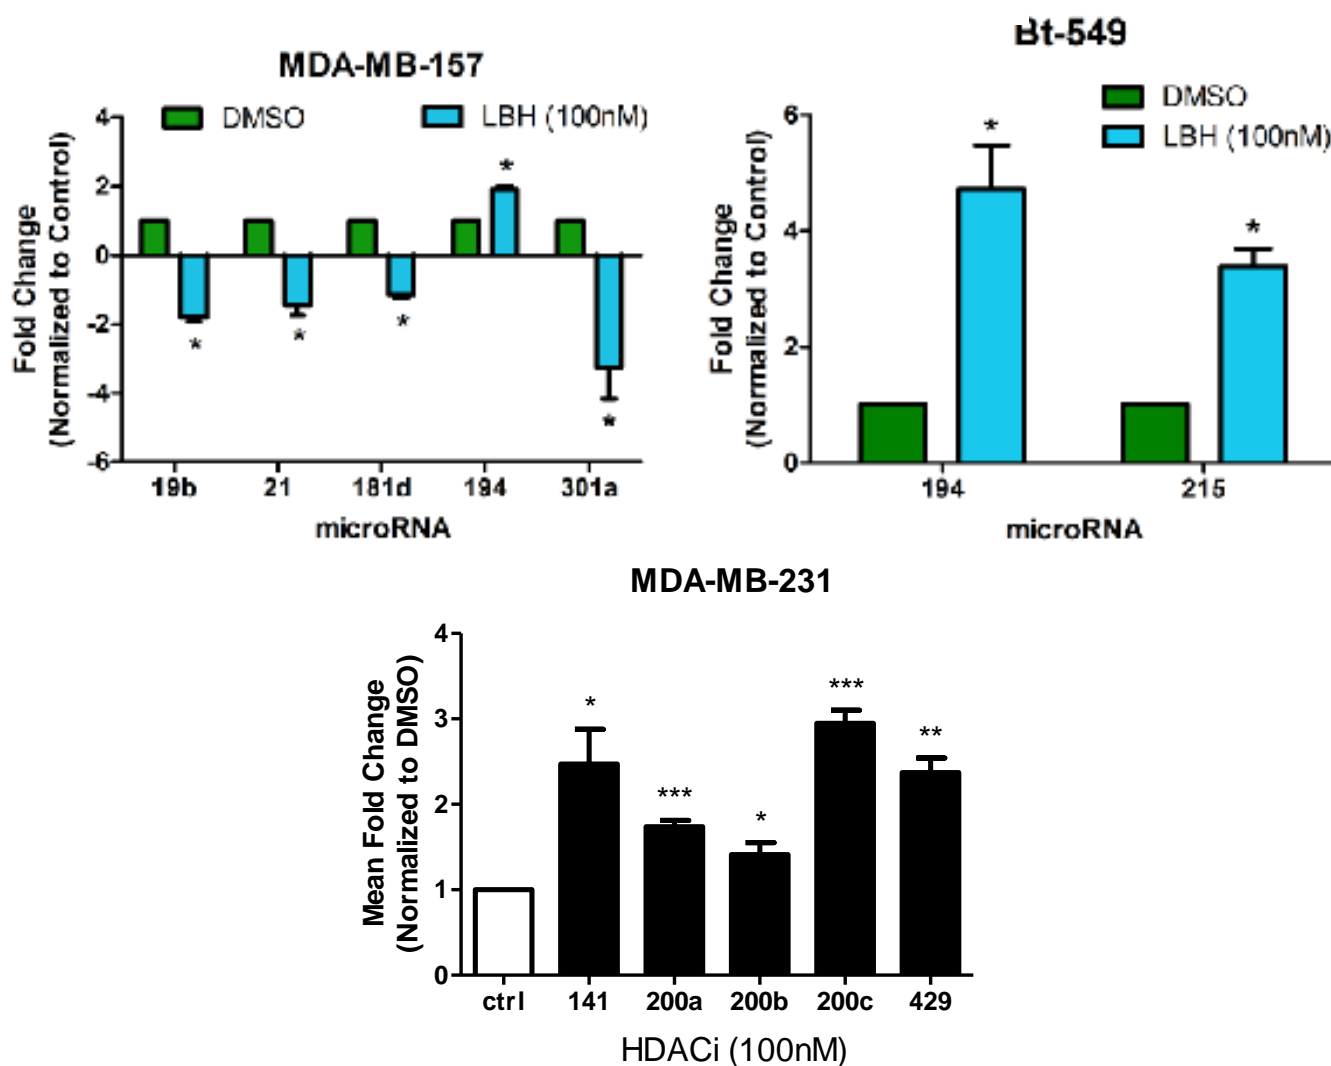 MDA-MB-157
DMSO
LBH (100nM)
Fold Change
(Normalized to Control)
4
2
0
-2
-4
-6
*
*
*
*
*
19b 21 181d 194 301a
microRNA
Bt-549
DMSO
LBH (100nM)
Fold Change
(Normalized to Control)
6
4
2
0
*
*
194 215
microRNA
MDA-MB-231
Mean Fold Change
(Normalized to DMSO)
4
3
2
1
0
*
***
*
***
**
ctrl 141 200a 200b 200c 429
HDACi (100nM)